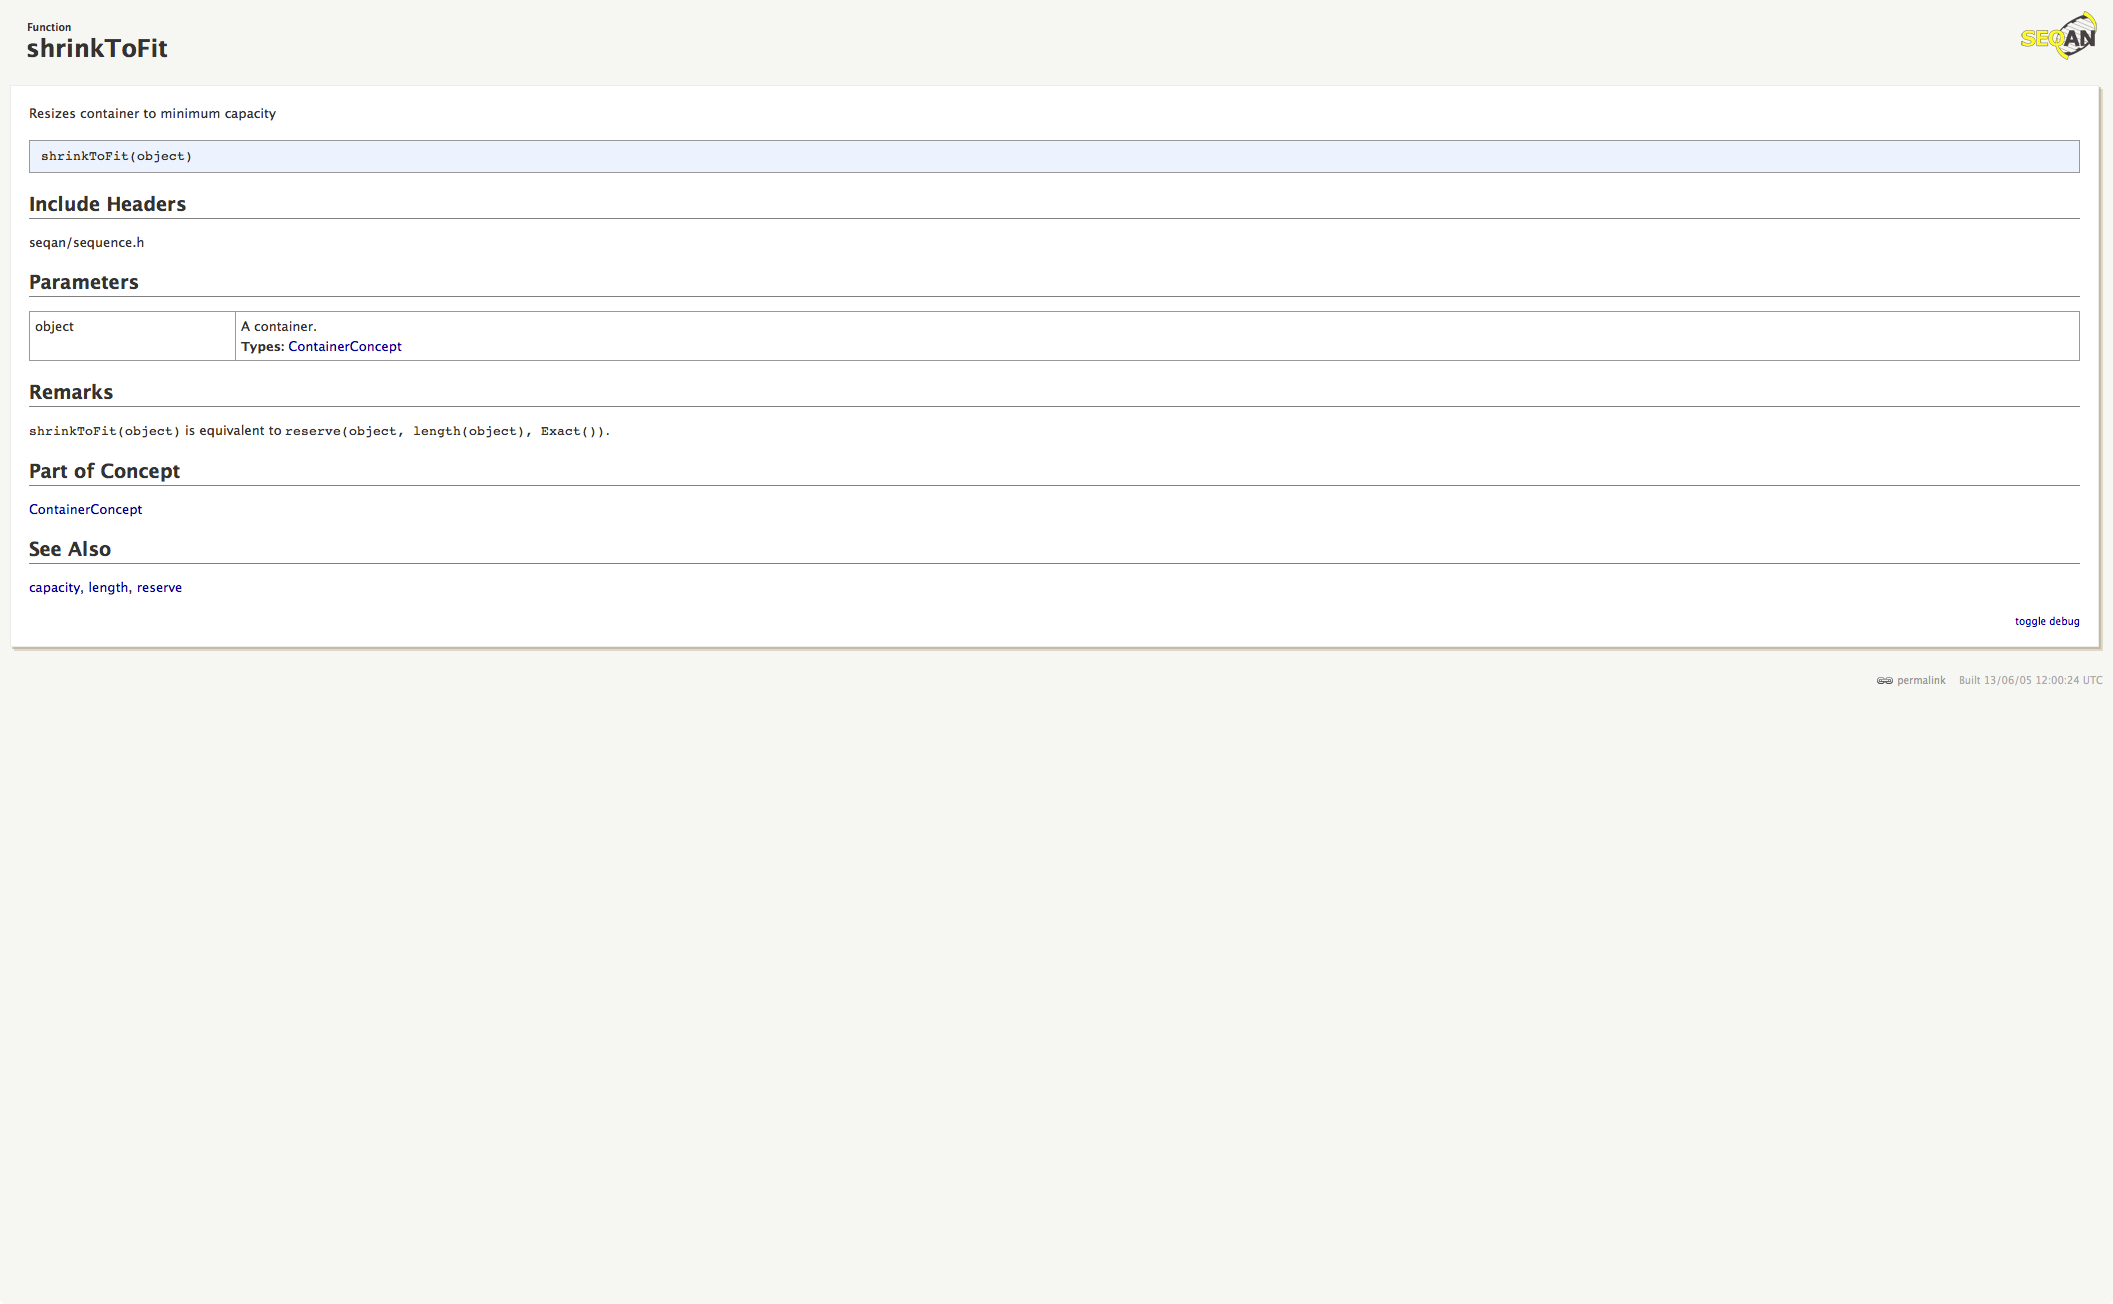 Function
shrinkToFit
SEQAN
Resizes container to minimum capacity
shrinkToFit(object)
Include Headers
seqan/sequence.h
Parameters
object
A container.
Types: ContainerConcept
Remarks
shrinkToFit(object) is equivalent to reserve(object, length(object), Exact()).
Part of Concept
ContainerConcept
See Also
capacity, length, reserve
toggle debug
permalink Built 13/06/05 12:00:24 UTC